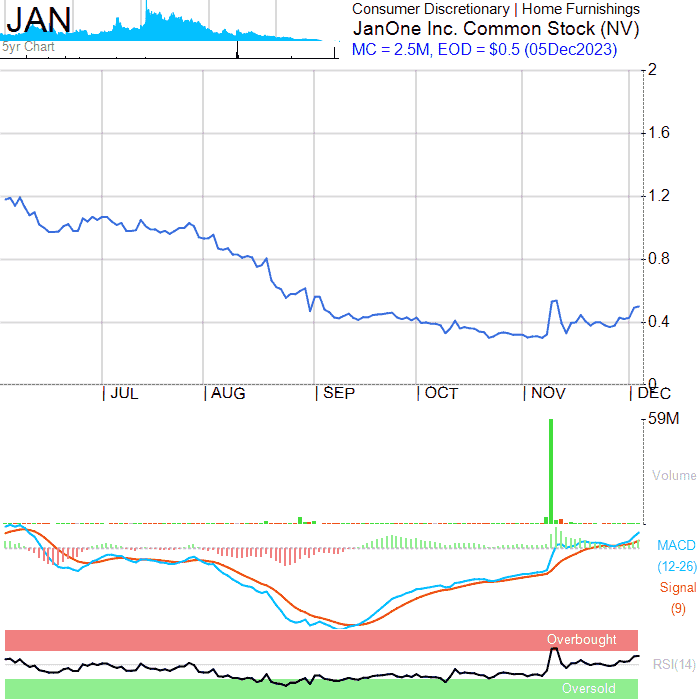 JAN
5yr Chart
Consumer Discretionary | Home Furnishings
JanOne Inc. Common Stock (NV)
MC = 2.5M, EOD = $0.5 (05Dec2023)
2
1.6
1.2
0.8
0.4
0
| JUL | AUG | SEP | OCT | NOV | DEC
59M
Volume
MACD
(12-26)
Signal
(9)
Overbought
RSI(14)
Oversold